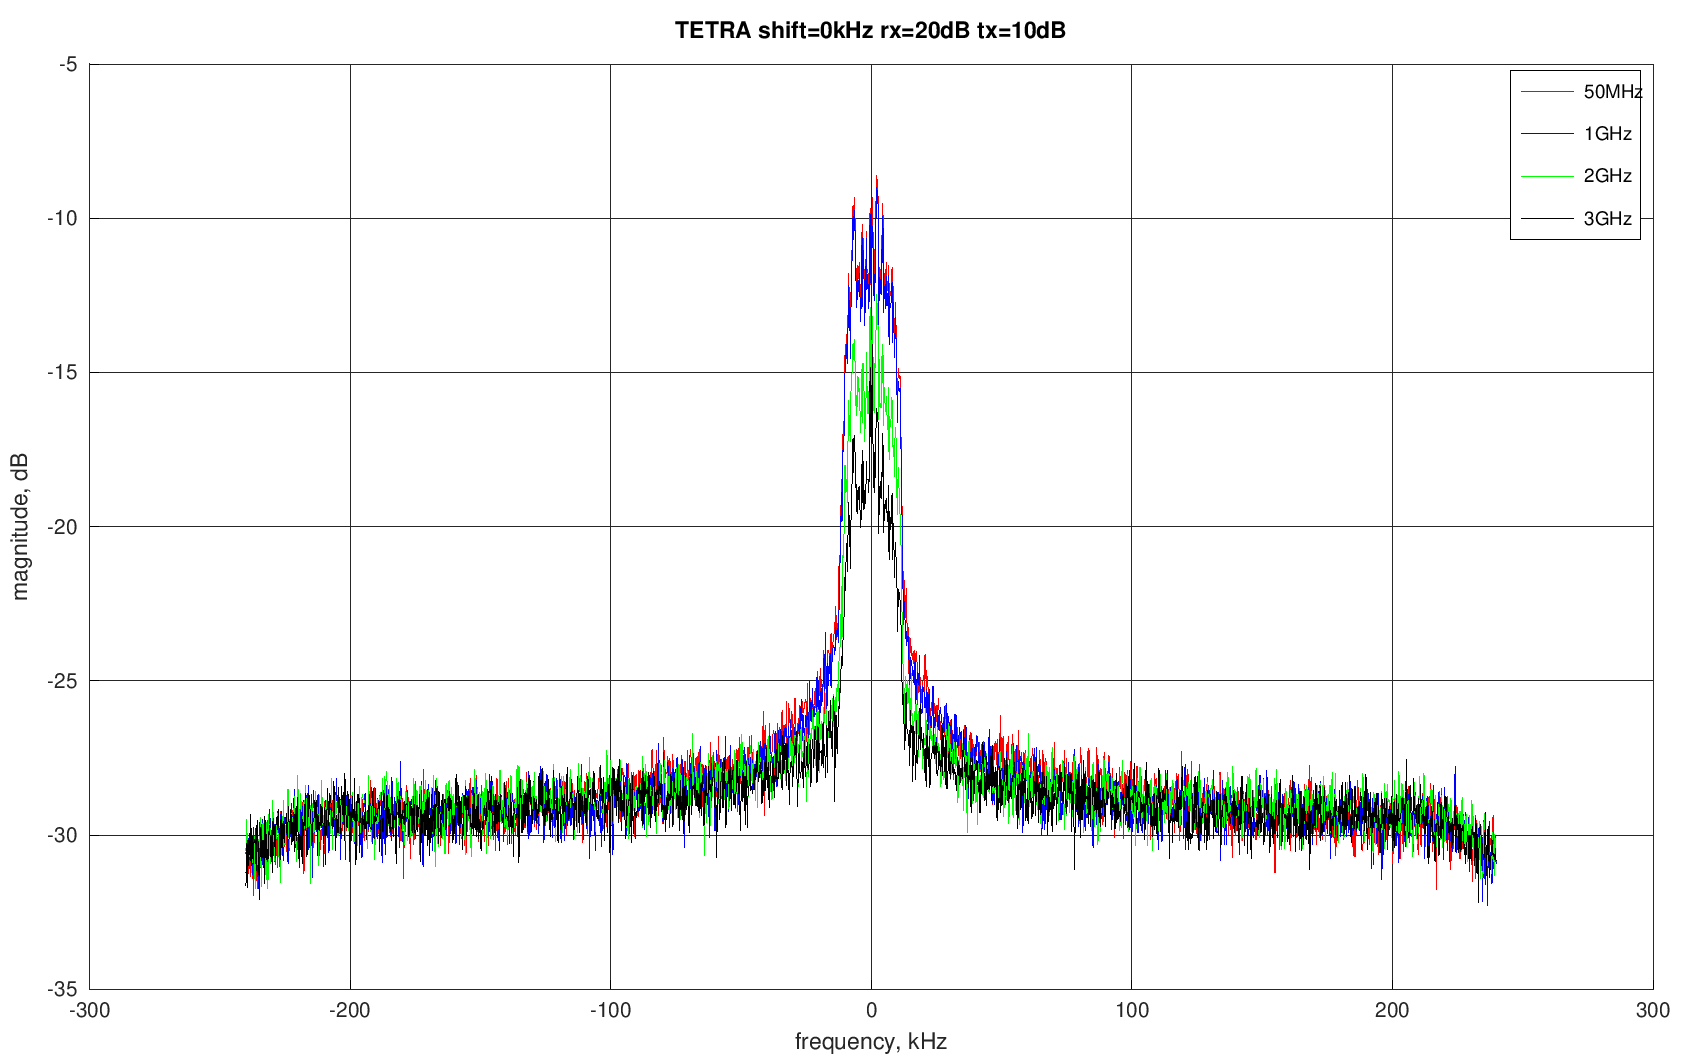 TETRA shift=0kHz rx=20dB tx=10dB
-5
50MHz
1GHz
2GHz
3GHz
-10
-15
-20
-25
-30
-35
magnitude, dB
-300
-200
-100
0
100
200
300
frequency, kHz